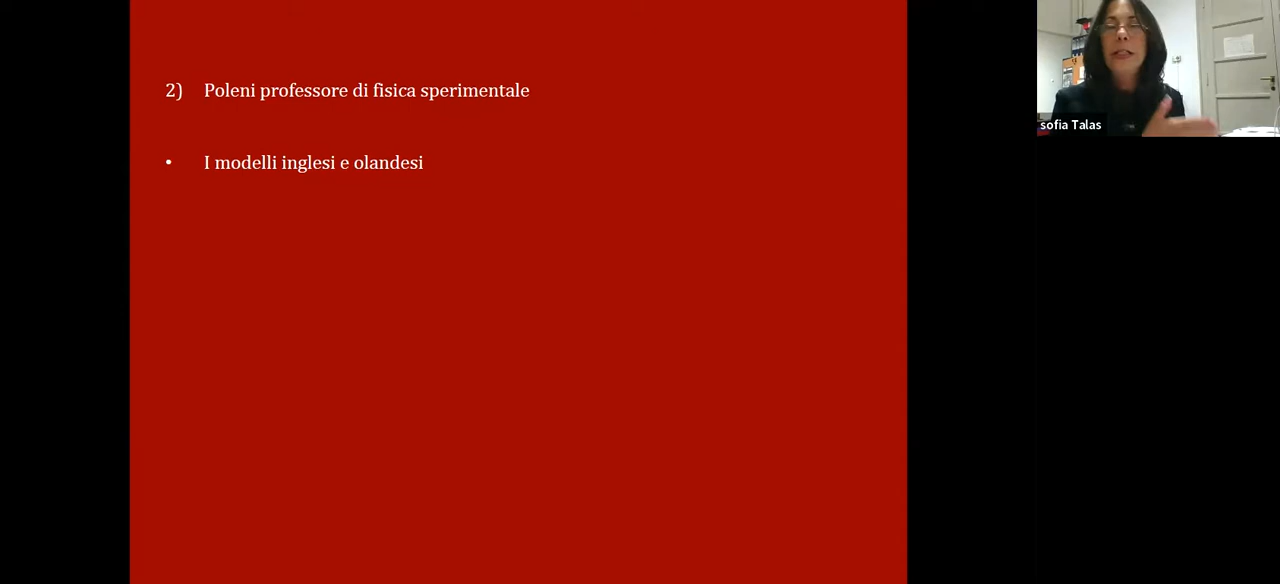 2) Poleni professore di fisica sperimentale
• I modelli inglesi e olandesi
sofia Talas